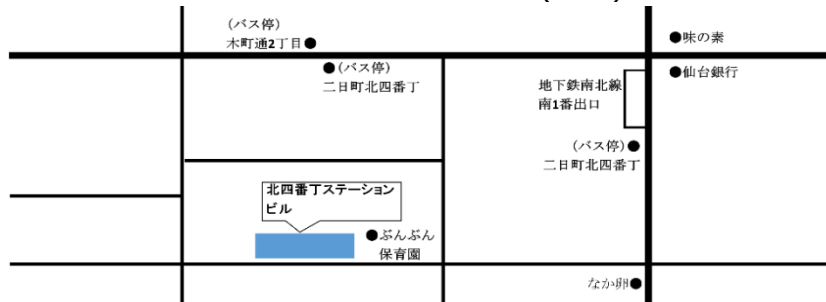 (バス停)
木町通2丁目●
●味の素
●(バス停)
二日町北四番丁
●仙台銀行
地下鉄南北線
南1番出口
(バス停)●
二日町北四番丁
北四番丁ステーション
ビル
●ぶんぶん
保育園
なか卯●